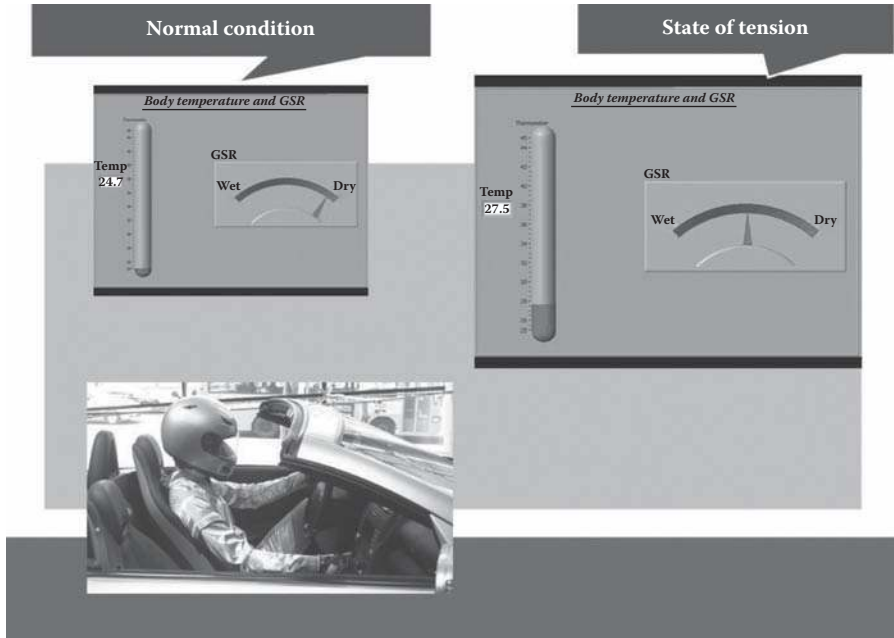 Normal condition
State of tension
Body temperature and GSR
Temp
24.7
GSR
Wet
Dry
Body temperature and GSR
Thermometer
Temp
27.5
GSR
Wet
Dry